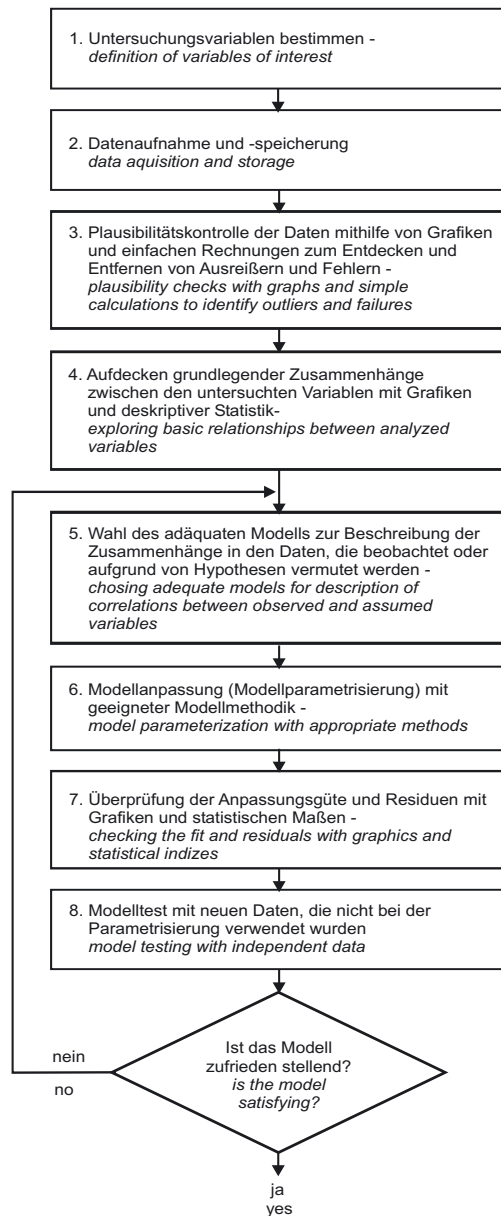 1. Untersuchungsvariablen bestimmen -
definition of variables of interest
2. Datenaufnahme und -speicherung
data aquisition and storage
3. Plausibilitätskontrolle der Daten mithilfe von Grafiken
und einfachen Rechnungen zum Entdecken und
Entfernen von Ausreißern und Fehlern -
plausibility checks with graphs and simple
calculations to identify outliers and failures
4. Aufdecken grundlegender Zusammenhänge
zwischen den untersuchten Variablen mit Grafiken
und deskriptiver Statistik-
exploring basic relationships between analyzed
variables
5. Wahl des adäquaten Modells zur Beschreibung der
Zusammenhänge in den Daten, die beobachtet oder
aufgrund von Hypothesen vermutet werden -
chosing adequate models for description of
correlations between observed and assumed
variables
6. Modellanpassung (Modellparametrisierung) mit
geeigneter Modellmethodik -
model parameterization with appropriate methods
7. Überprüfung der Anpassungsgüte und Residuen mit
Grafiken und statistischen Maßen -
checking the fit and residuals with graphics and
statistical indizes
8. Modelltest mit neuen Daten, die nicht bei der
Parametrisierung verwendet wurden
model testing with independent data
Ist das Modell
zufrieden stellend?
is the model
satisfying?
nein
no
ja
yes